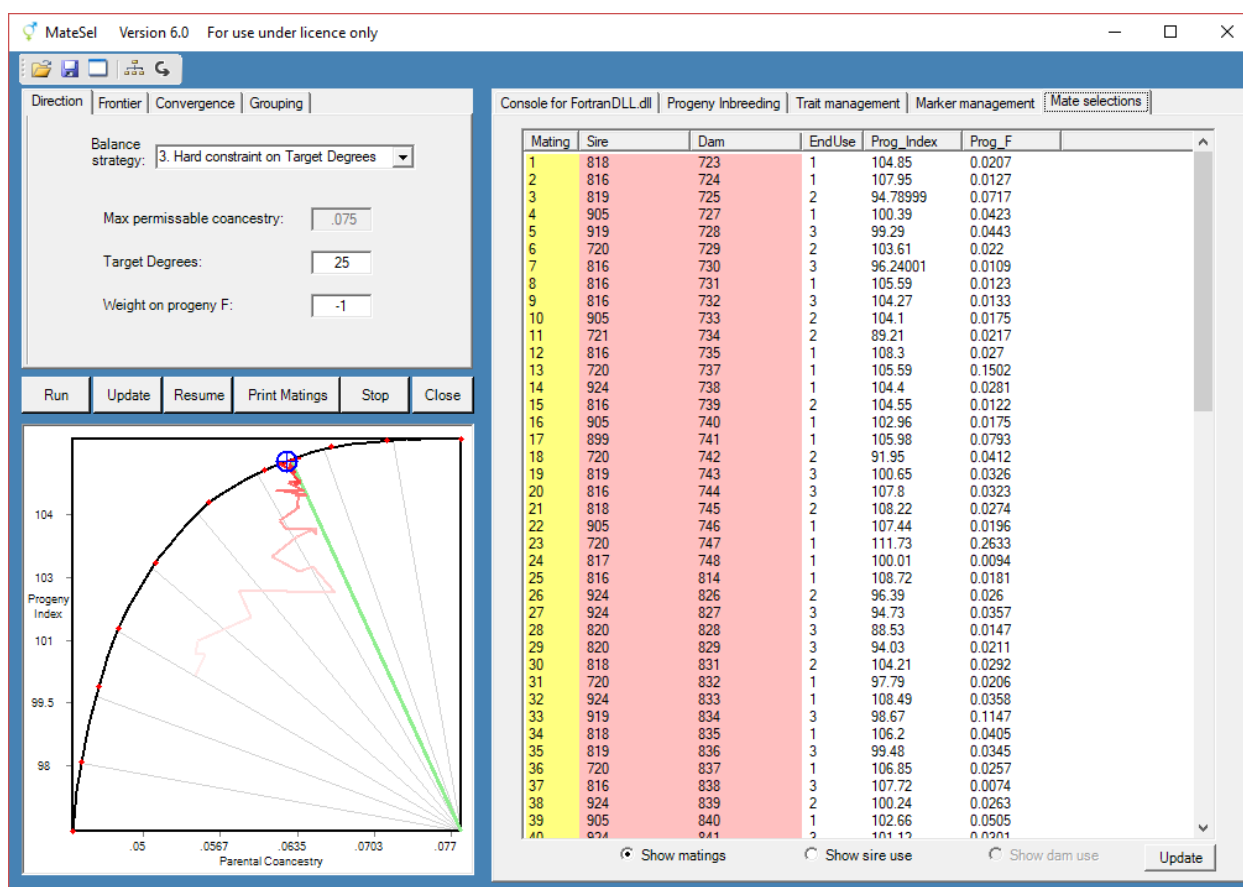 MateSel Version 6.0 For use under licence only
Direction Frontier Convergence Grouping
Balance strategy: 3. Hard constraint on Target Degrees
Max permissable coancestry: .075
Target Degrees: 25
Weight on progeny F: -1
Run Update Resume Print Matings Stop Close
104
103
Progeny
Index
101
99.5
98
.05 .0567 .0635 .0703 .077
Parental Coancestry
Console for FortranDLL.dll Progeny Inbreeding Trait management Marker management Mate selections
Mating Sire Dam EndUse Prog_Index Prog_F
1 818 723 1 104.85 0.0207
2 816 724 1 107.95 0.0127
3 819 725 2 94.78999 0.0717
4 905 727 1 100.39 0.0423
5 919 728 3 99.29 0.0443
6 720 729 2 103.61 0.022
7 816 730 3 96.24001 0.0109
8 816 731 1 105.59 0.0123
9 816 732 3 104.27 0.0133
10 905 733 2 104.1 0.0175
11 721 734 2 89.21 0.0217
12 816 735 1 108.3 0.027
13 720 737 1 105.59 0.1502
14 924 738 1 104.4 0.0281
15 816 739 2 104.55 0.0122
16 905 740 1 102.96 0.0175
17 899 741 1 105.98 0.0793
18 720 742 2 91.95 0.0412
19 819 743 3 100.65 0.0326
20 816 744 3 107.8 0.0323
21 818 745 2 108.22 0.0274
22 905 746 1 107.44 0.0196
23 720 747 1 111.73 0.2633
24 817 748 1 100.01 0.0094
25 816 814 1 108.72 0.0181
26 924 826 2 96.39 0.026
27 924 827 3 94.73 0.0357
28 820 828 3 88.53 0.0147
29 820 829 3 94.03 0.0211
30 818 831 2 104.21 0.0292
31 720 832 1 97.79 0.0206
32 924 833 1 108.49 0.0358
33 919 834 3 98.67 0.1147
34 818 835 1 106.2 0.0405
35 819 836 3 99.48 0.0345
36 720 837 1 106.85 0.0257
37 816 838 3 107.72 0.0074
38 924 839 2 100.24 0.0263
39 905 840 1 102.66 0.0505
40 924 841 3 101.12 0.0301
Show matings Show sire use Show dam use Update